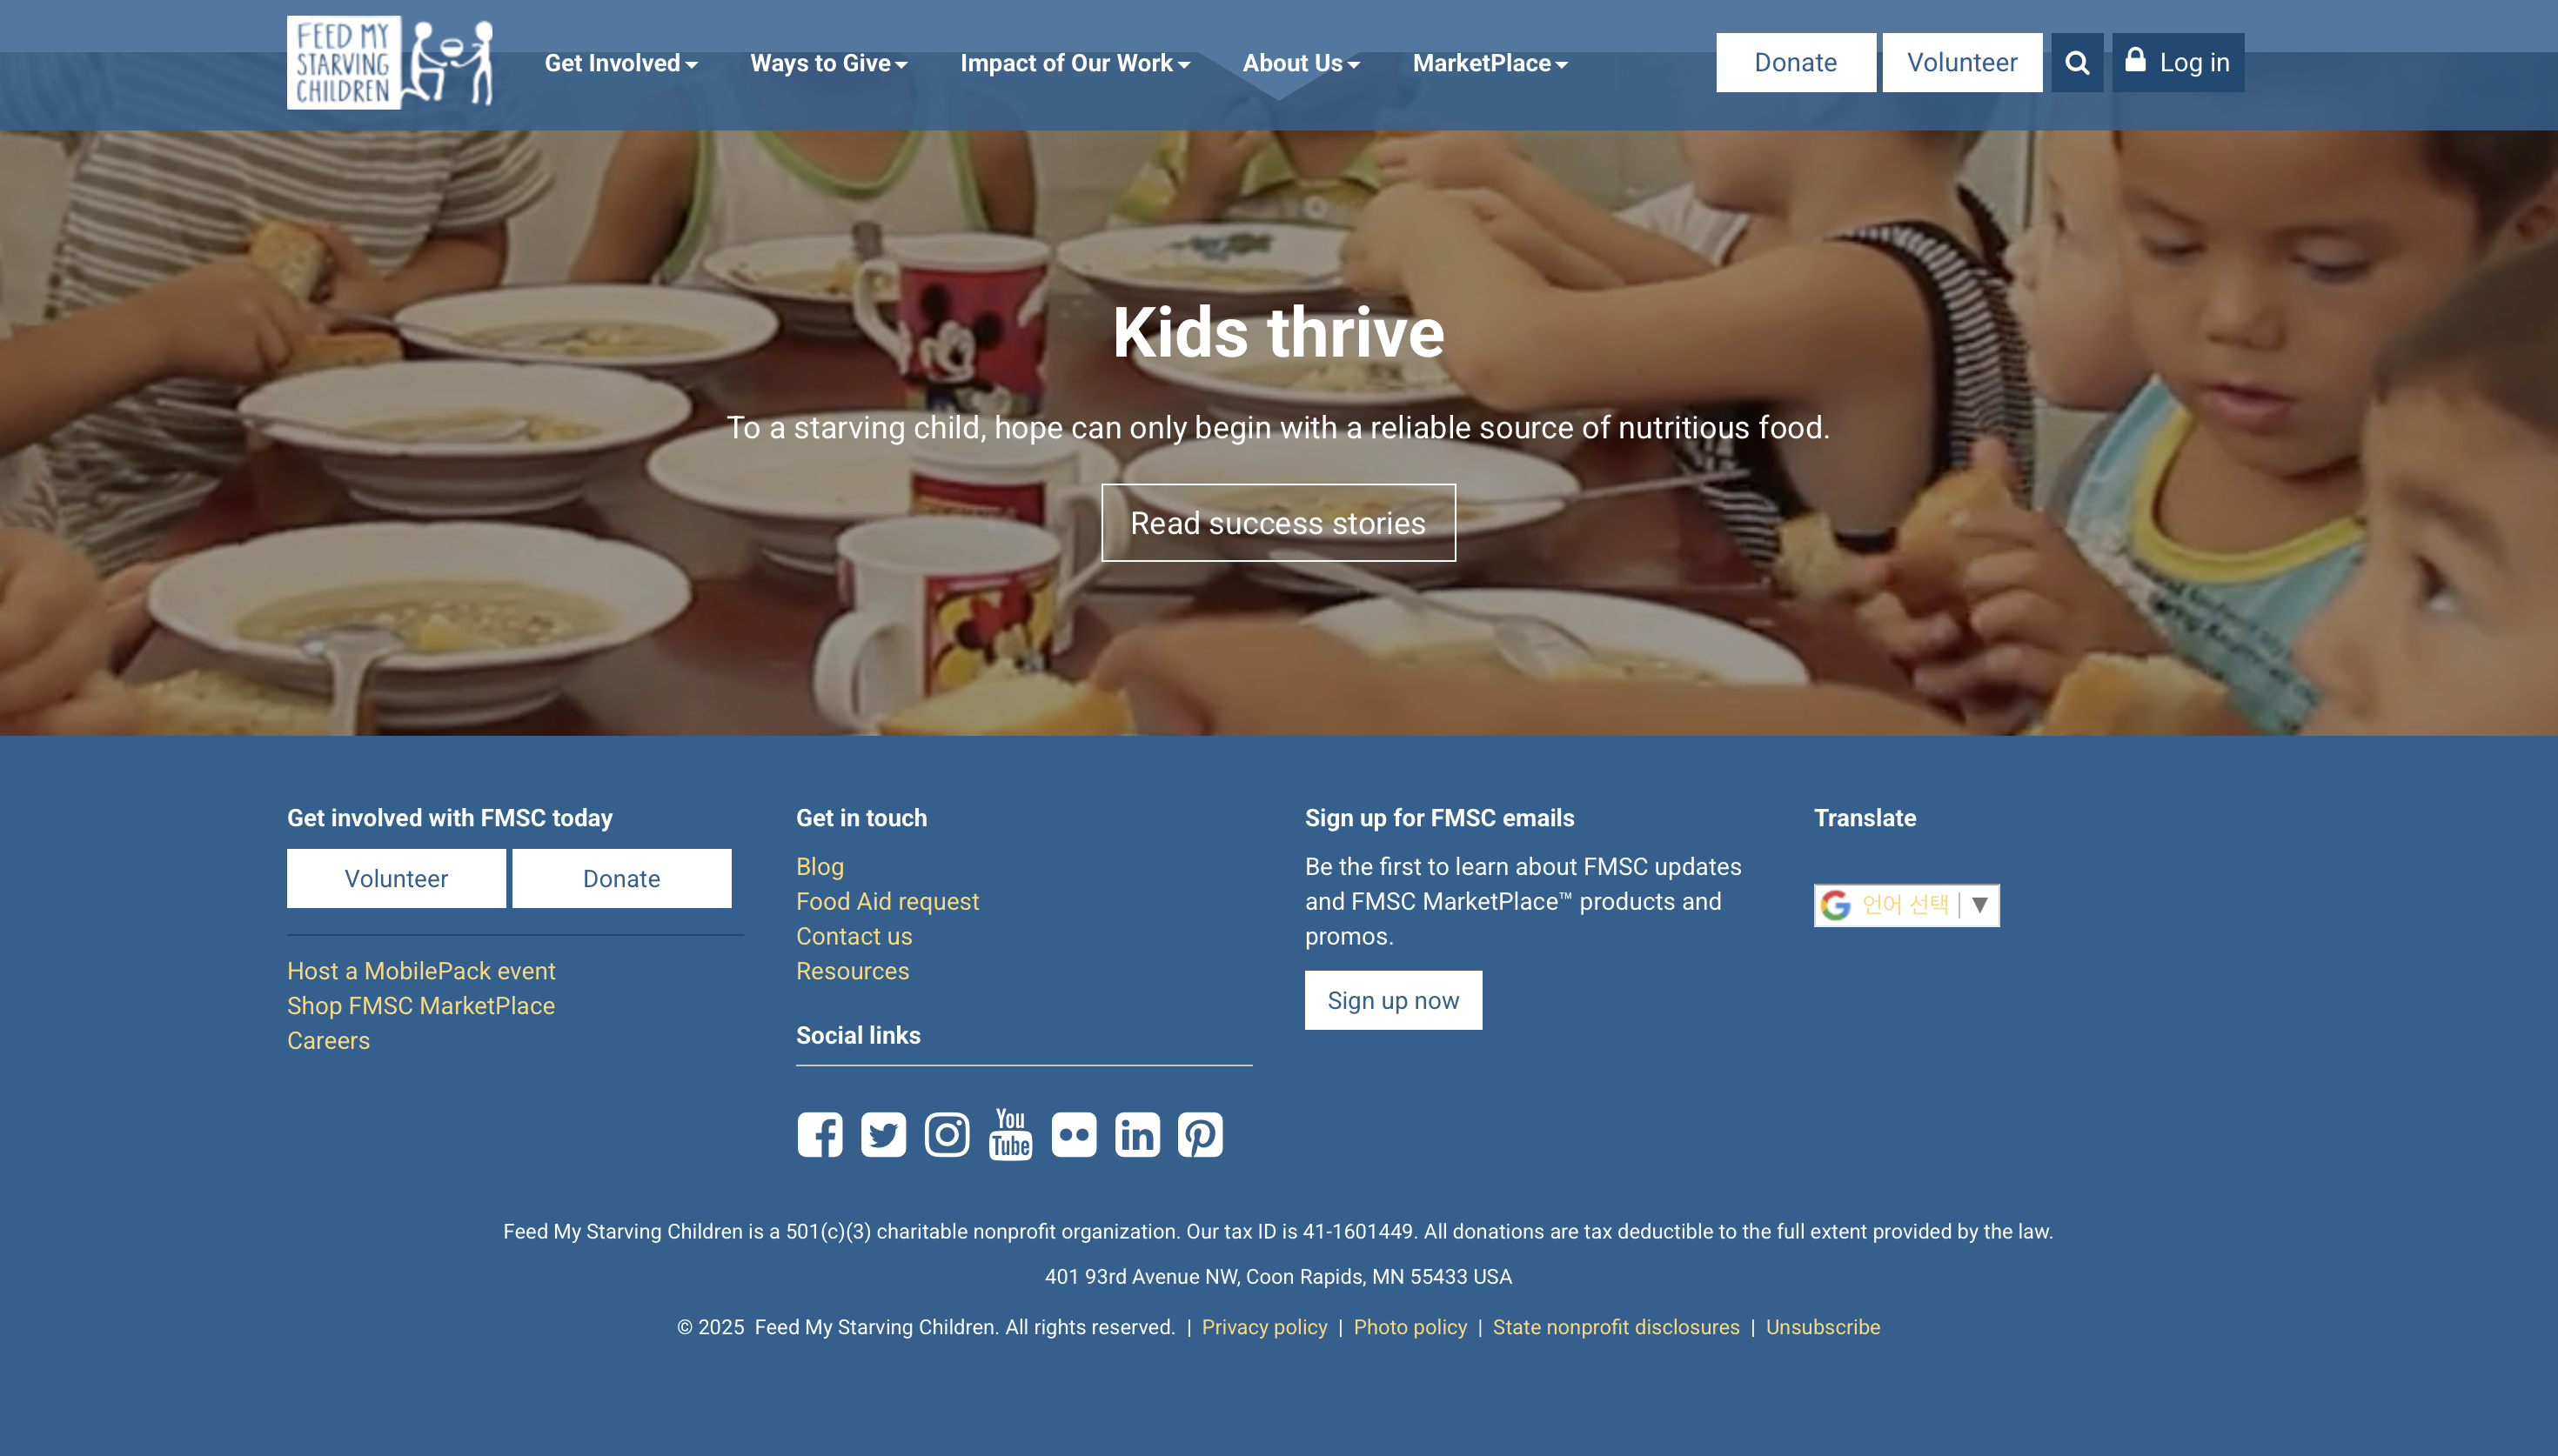 FEED MY
STARVING
CHILDREN
Get Involved
Ways to Give
Impact of Our Work
About Us
MarketPlace
Donate
Volunteer
Log in
Kids thrive
To a starving child, hope can only begin with a reliable source of nutritious food.
Read success stories
Get involved with FMSC today
Volunteer
Donate
Host a MobilePack event
Shop FMSC MarketPlace
Careers
Get in touch
Blog
Food Aid request
Contact us
Resources
Social links
You
Tube
in
Sign up for FMSC emails
Be the first to learn about FMSC updates
and FMSC MarketPlace™ products and
promos.
Sign up now
Translate
언어 선택 ▼
Feed My Starving Children is a 501(c)(3) charitable nonprofit organization. Our tax ID is 41-1601449. All donations are tax deductible to the full extent provided by the law.
401 93rd Avenue NW, Coon Rapids, MN 55433 USA
© 2025 Feed My Starving Children. All rights reserved. | Privacy policy | Photo policy | State nonprofit disclosures | Unsubscribe